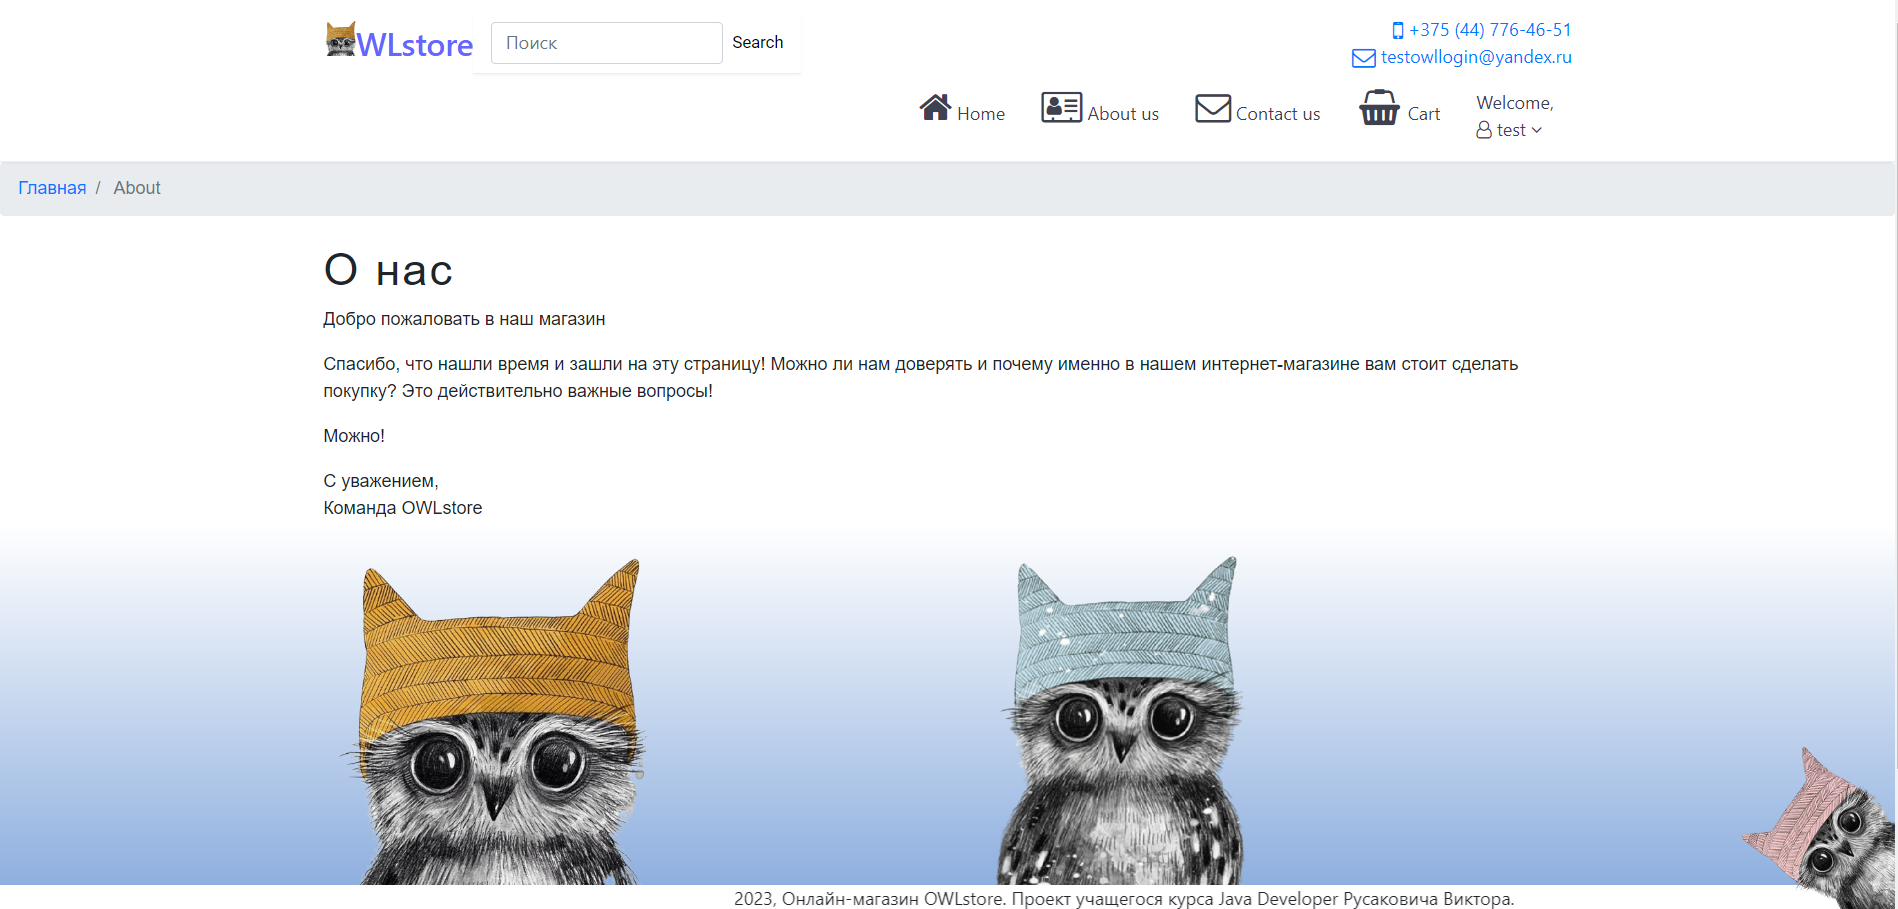 WLstore
Поиск
Search
+375 (44) 776-46-51
testowllogin@yandex.ru
Home
About us
Contact us
Cart
Welcome,
test
Главная / About
О нас
Добро пожаловать в наш магазин
Спасибо, что нашли время и зашли на эту страницу! Можно ли нам доверять и почему именно в нашем интернет-магазине вам стоит сделать
покупку? Это действительно важные вопросы!
Можно!
С уважением,
Команда OWLstore
2023, Онлайн-магазин OWLstore. Проект учащегося курса Java Developer Русаковича Виктора.